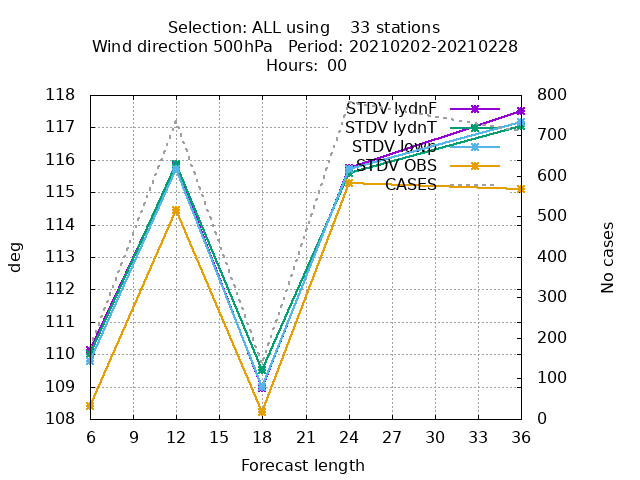 Selection: ALL using    33 stations
Wind direction 500hPa   Period: 20210202-20210228
Hours: 00
STDV lydnF
STDV lydnT
STDV lowp
STDV OBS
CASES
118
117
116
115
114
113
112
111
110
109
108
800
700
600
500
400
300
200
100
0
deg
No cases
6 9 12 15 18 21 24 27 30 33 36
Forecast length